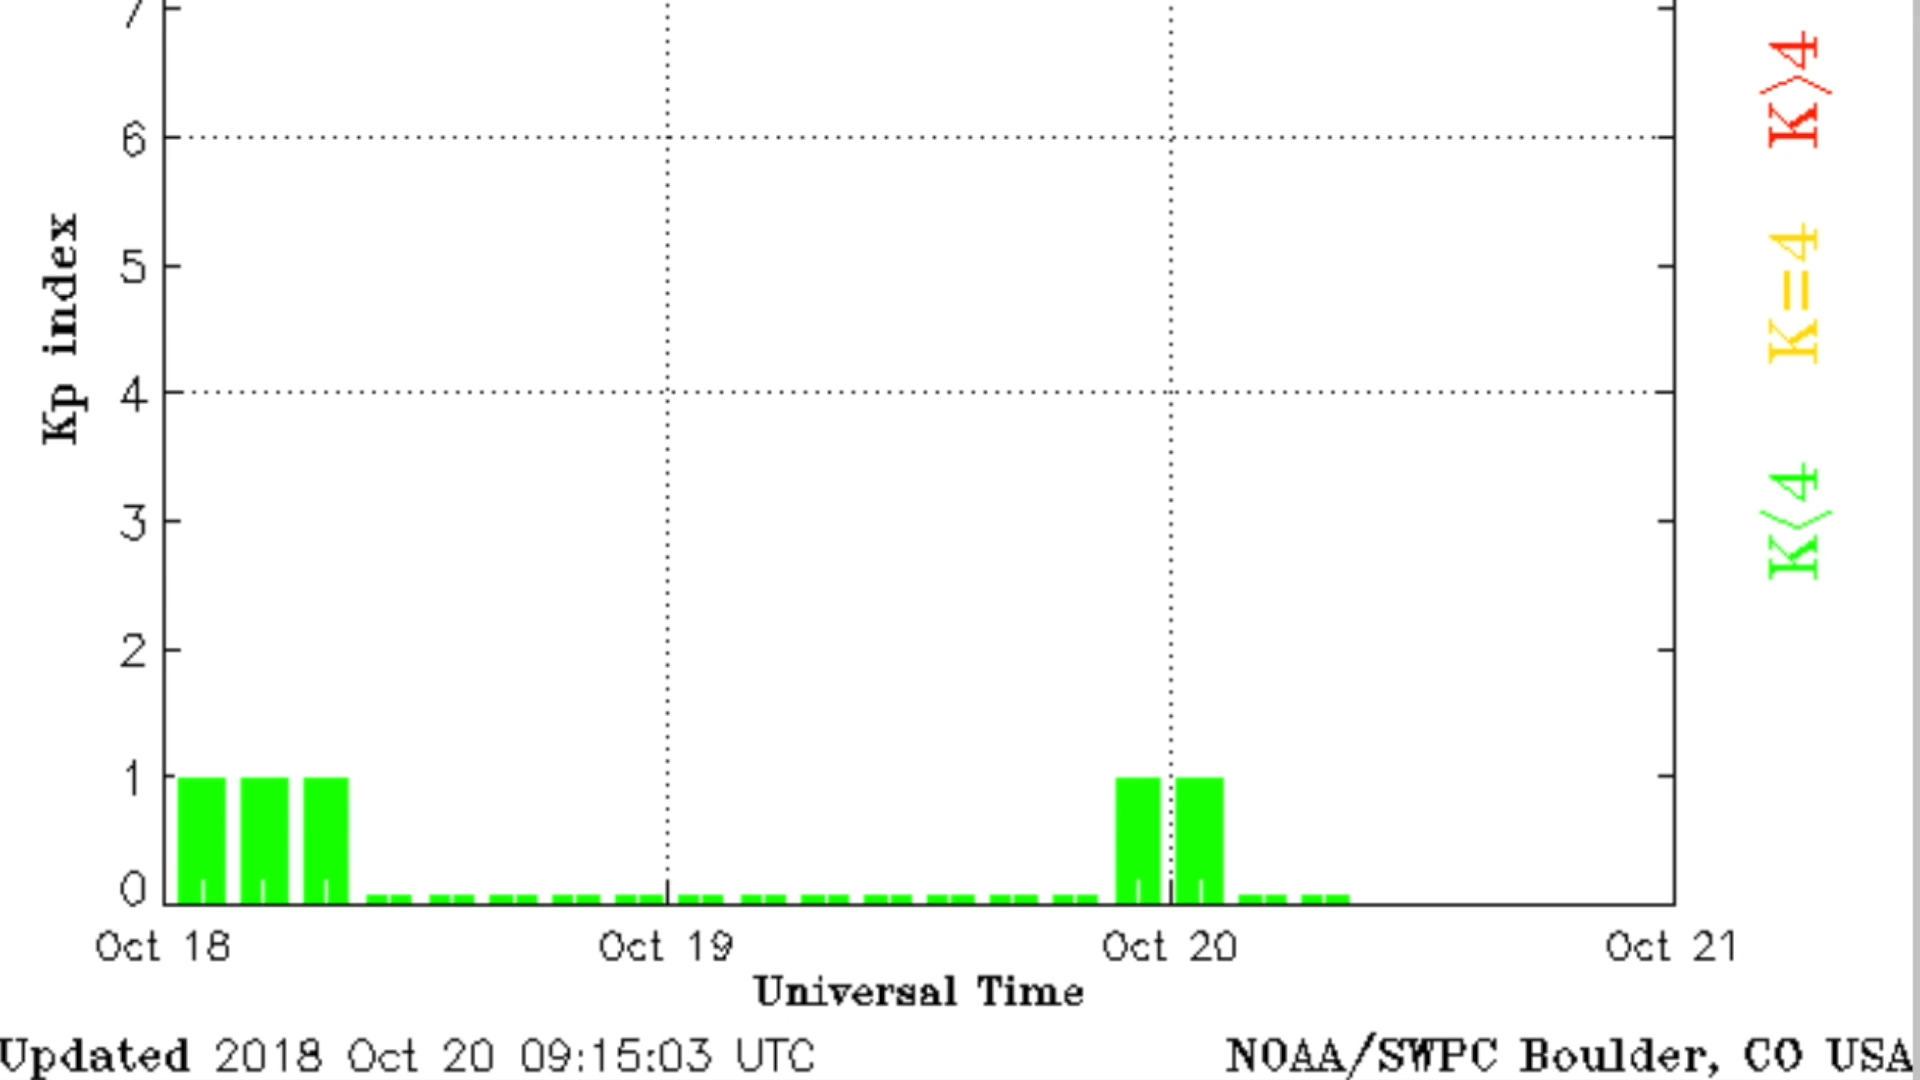 7
6
5
4
3
2
1
0
Kp index
Oct 18 Oct 19 Oct 20 Oct 21
Universal Time
Updated 2018 Oct 20 09:15:03 UTC
NOAA/SWPC Boulder, CO USA
K<4 K=4 K>4